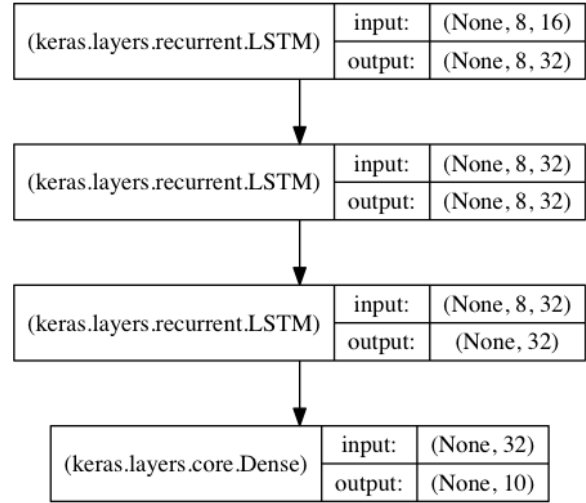 (keras.layers.recurrent.LSTM)
input: (None, 8, 16)
output: (None, 8, 32)
(keras.layers.recurrent.LSTM)
input: (None, 8, 32)
output: (None, 8, 32)
(keras.layers.recurrent.LSTM)
input: (None, 8, 32)
output: (None, 32)
(keras.layers.core.Dense)
input: (None, 32)
output: (None, 10)